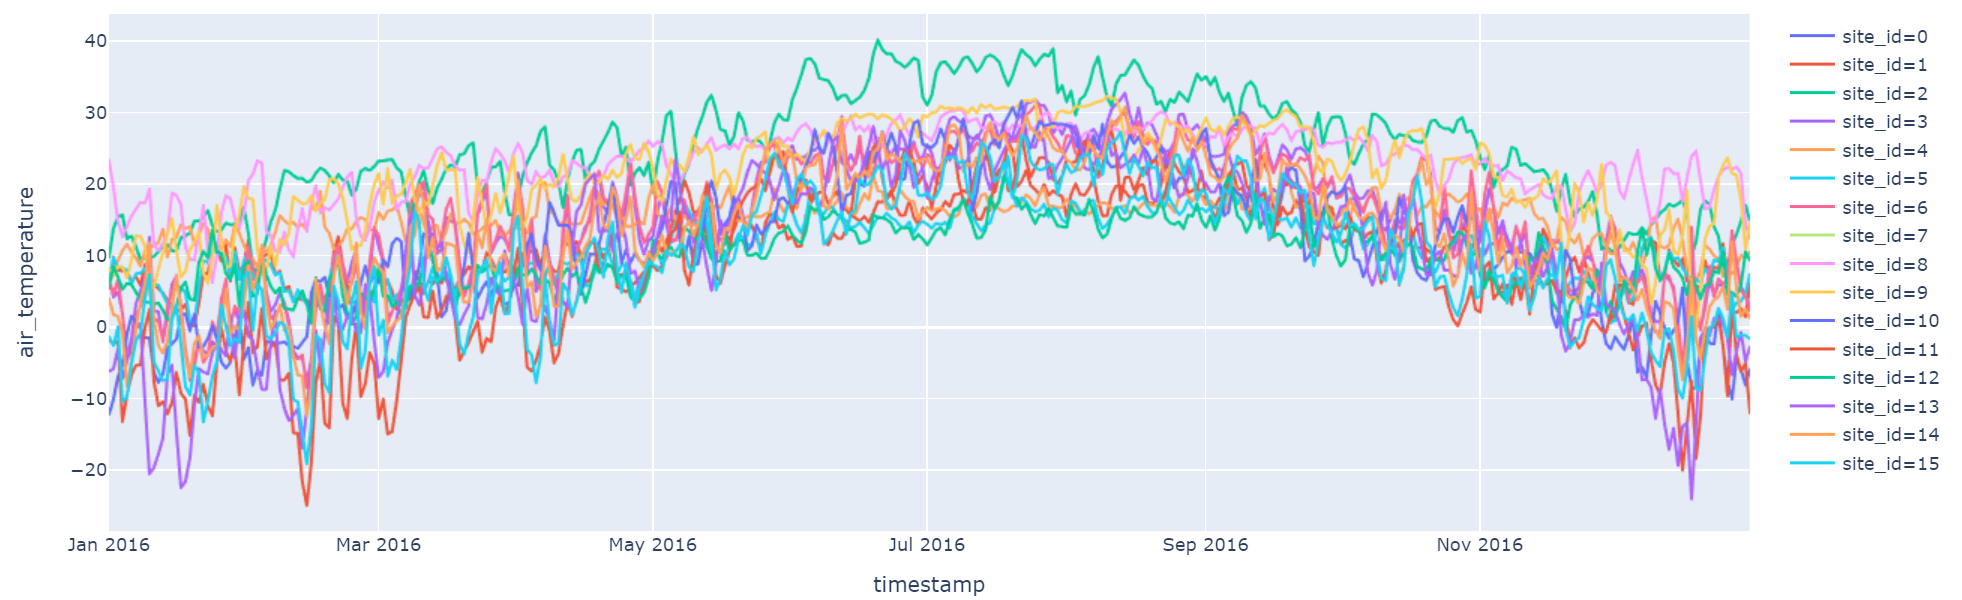 air_temperature
40
30
20
10
0
−10
−20
Jan 2016
Mar 2016
May 2016
Jul 2016
Sep 2016
Nov 2016
timestamp
site_id=0
site_id=1
site_id=2
site_id=3
site_id=4
site_id=5
site_id=6
site_id=7
site_id=8
site_id=9
site_id=10
site_id=11
site_id=12
site_id=13
site_id=14
site_id=15